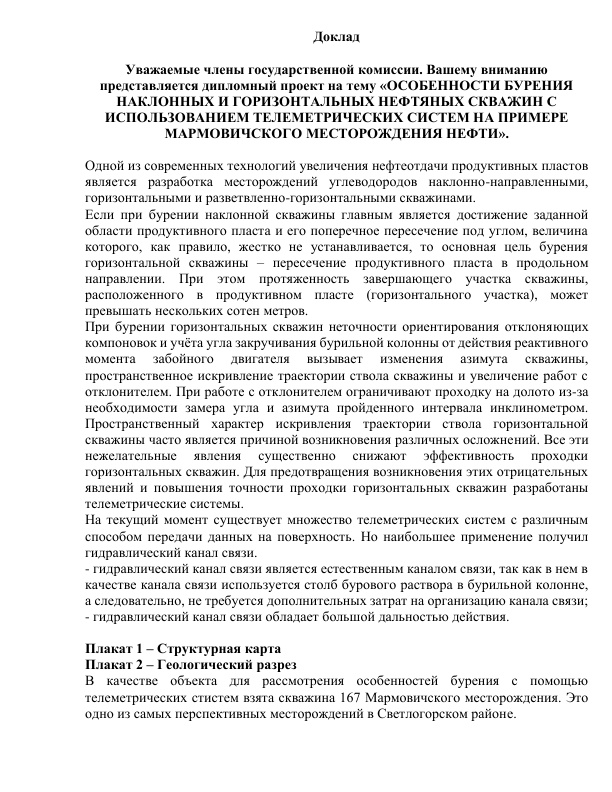 Доклад
Уважаемые члены государственной комиссии. Вашему вниманию
представляется дипломный проект на тему «ОСОБЕННОСТИ БУРЕНИЯ
НАКЛОННЫХ И ГОРИЗОНТАЛЬНЫХ НЕФТЯНЫХ СКВАЖИН С
ИСПОЛЬЗОВАНИЕМ ТЕЛЕМЕТРИЧЕСКИХ СИСТЕМ НА ПРИМЕРЕ
МАРМОВИЧСКОГО МЕСТОРОЖДЕНИЯ НЕФТИ».
Одной из современных технологий увеличения нефтеотдачи продуктивных пластов
является разработка месторождений углеводородов наклонно-направленными,
горизонтальными и разветвленно-горизонтальными скважинами.
Если при бурении наклонной скважины главным является достижение заданной
области продуктивного пласта и его поперечное пересечение под углом, величина
которого, как правило, жестко не устанавливается, то основная цель бурения
горизонтальной скважины – пересечение продуктивного пласта в продольном
направлении. При этом протяженность завершающего участка скважины,
расположенного в продуктивном пласте (горизонтального участка), может
превышать нескольких сотен метров.
При бурении горизонтальных скважин неточности ориентирования отклоняющих
компоновок и учёта угла закручивания бурильной колонны от действия реактивного
момента забойного двигателя вызывает изменения азимута скважины,
пространственное искривление траектории ствола скважины и увеличение работ с
отклонителем. При работе с отклонителем ограничивают проходку на долото из-за
необходимости замера угла и азимута пройденного интервала инклинометром.
Пространственный характер искривления траектории ствола горизонтальной
скважины часто является причиной возникновения различных осложнений. Все эти
нежелательные явления существенно снижают эффективность проходки
горизонтальных скважин. Для предотвращения возникновения этих отрицательных
явлений и повышения точности проходки горизонтальных скважин разработаны
телеметрические системы.
На текущий момент существует множество телеметрических систем с различным
способом передачи данных на поверхность. Но наибольшее применение получил
гидравлический канал связи.
- гидравлический канал связи является естественным каналом связи, так как в нем в
качестве канала связи используется столб бурового раствора в бурильной колонне,
а следовательно, не требуется дополнительных затрат на организацию канала связи;
- гидравлический канал связи обладает большой дальностью действия.
Плакат 1 – Структурная карта
Плакат 2 – Геологический разрез
В качестве объекта для рассмотрения особенностей бурения с помощью
телеметрических стистем взята скважина 167 Мармовичского месторождения. Это
одно из самых перспективных месторождений в Светлогорском районе.